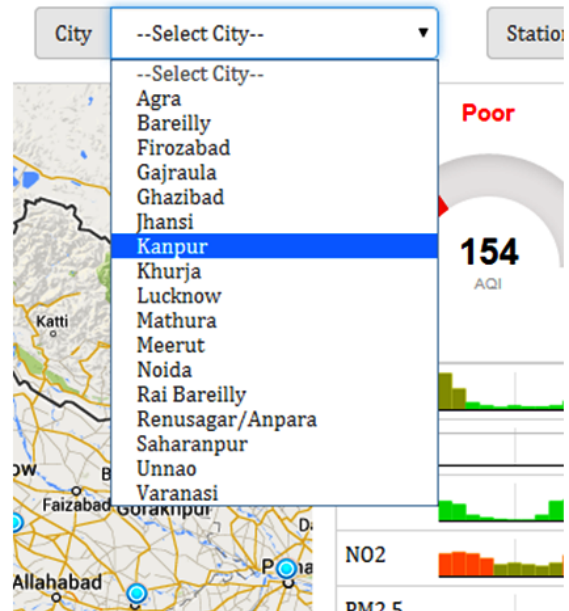 City
--Select City--
Station
--Select City--
Agra
Bareilly
Firozabad
Gajraula
Ghazibad
Jhansi
Kanpur
Khurja
Lucknow
Mathura
Meerut
Noida
Rai Bareilly
Renusagar/Anpara
Saharanpur
Unnao
Varanasi
Poor
154
AQI
Katti
Faizabad
Gorakhpur
Allahabad
NO2
PM2.5